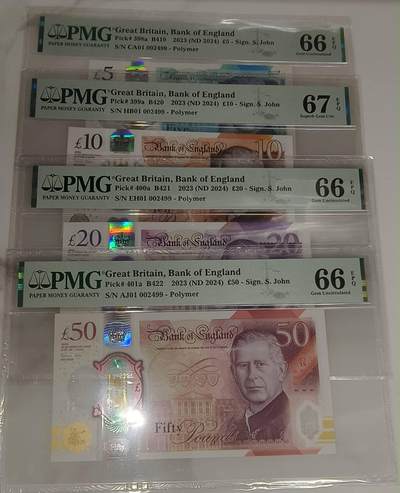 PMG
PAPER MONEY GUARANTY
Great Britain, Bank of England
Pick# 398a B419 2023 (ND 2024) £5 - Sign. S. John
S/N CA01 002499 - Polymer
66 EPQ
Gem Uncirculated
£5
PMG
PAPER MONEY GUARANTY
Great Britain, Bank of England
Pick# 399a B420 2023 (ND 2024) £10 - Sign. S. John
S/N HB01 002499 - Polymer
67 EPQ
Superb Gem Unc
£10
Bank of England
10
PMG
PAPER MONEY GUARANTY
Great Britain, Bank of England
Pick# 400a B421 2023 (ND 2024) £20 - Sign. S. John
S/N EH01 002499 - Polymer
66 EPQ
Gem Uncirculated
£20
Bank of England
20
PMG
PAPER MONEY GUARANTY
Great Britain, Bank of England
Pick# 401a B422 2023 (ND 2024) £50 - Sign. S. John
S/N AJ01 002499 - Polymer
66 EPQ
Gem Uncirculated
£50
Bank of England
50
Fifty
Pounds